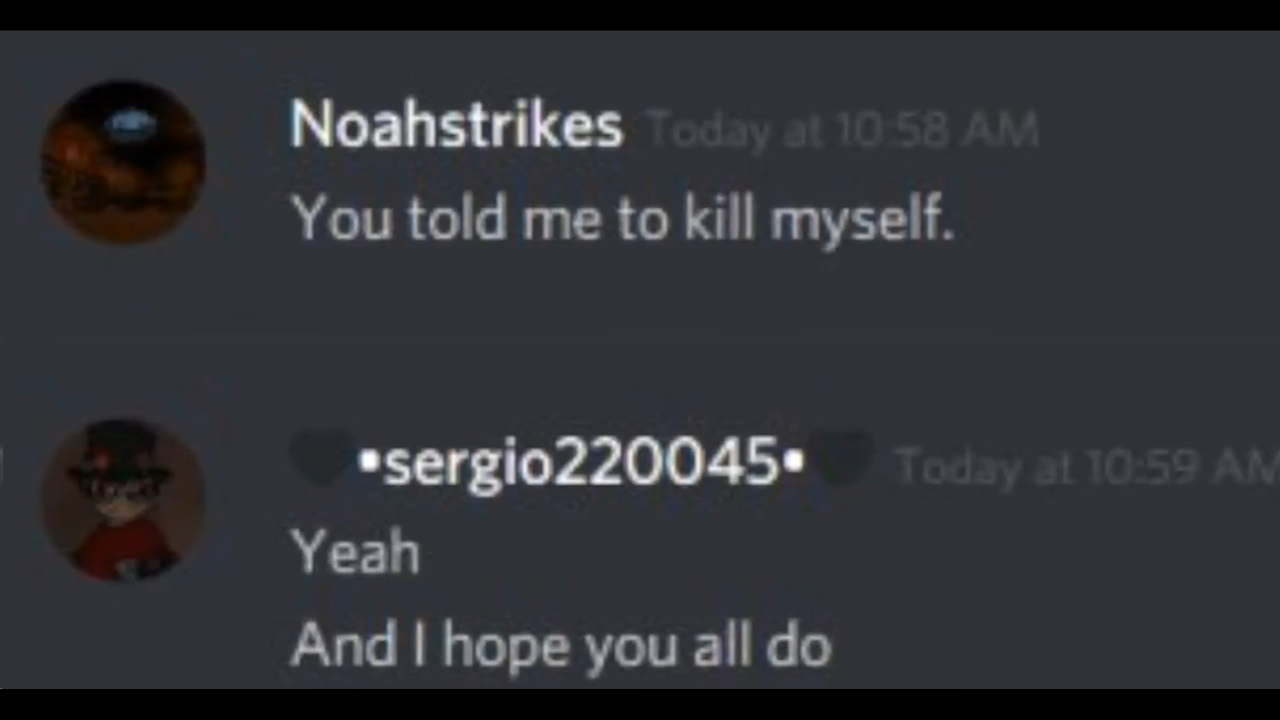 Noahstrikes Today at 10:58 AM
You told me to kill myself.
•sergio220045• Today at 10:59 AM
Yeah
And I hope you all do